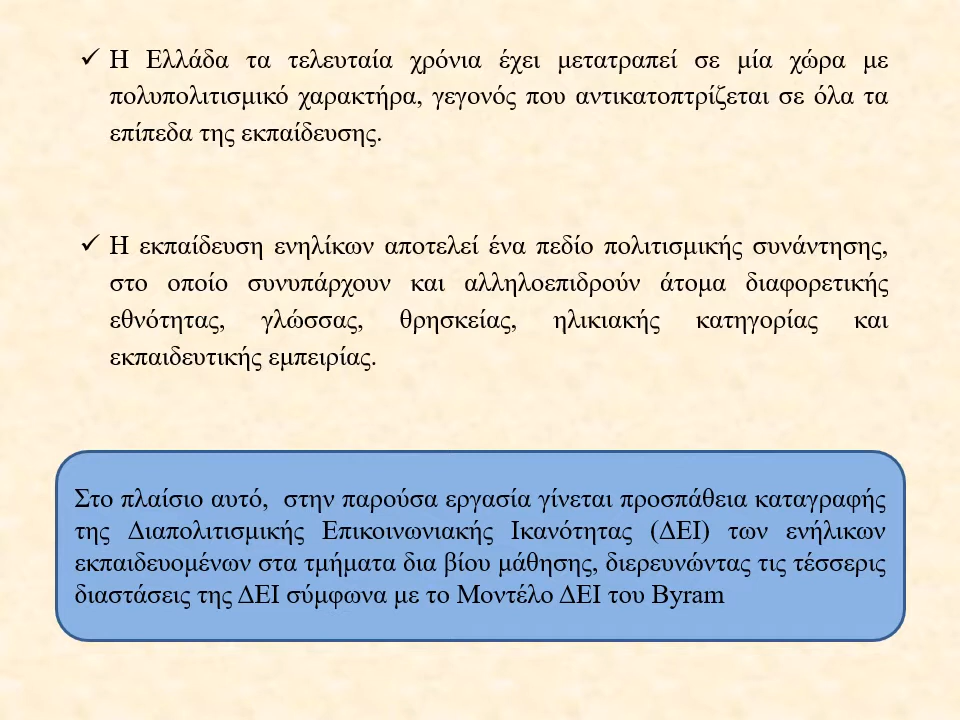 ✓ Η Ελλάδα τα τελευταία χρόνια έχει μετατραπεί σε μία χώρα με
πολυπολιτισμικό χαρακτήρα, γεγονός που αντικατοπτρίζεται σε όλα τα
επίπεδα της εκπαίδευσης.
✓ Η εκπαίδευση ενηλίκων αποτελεί ένα πεδίο πολιτισμικής συνάντησης,
στο οποίο συνυπάρχουν και αλληλοεπιδρούν άτομα διαφορετικής
εθνότητας, γλώσσας, θρησκείας, ηλικιακής κατηγορίας και
εκπαιδευτικής εμπειρίας.
Στο πλαίσιο αυτό, στην παρούσα εργασία γίνεται προσπάθεια καταγραφής
της Διαπολιτισμικής Επικοινωνιακής Ικανότητας (ΔΕΙ) των ενήλικων
εκπαιδευομένων στα τμήματα δια βίου μάθησης, διερευνώντας τις τέσσερις
διαστάσεις της ΔΕΙ σύμφωνα με το Μοντέλο ΔΕΙ του Byram